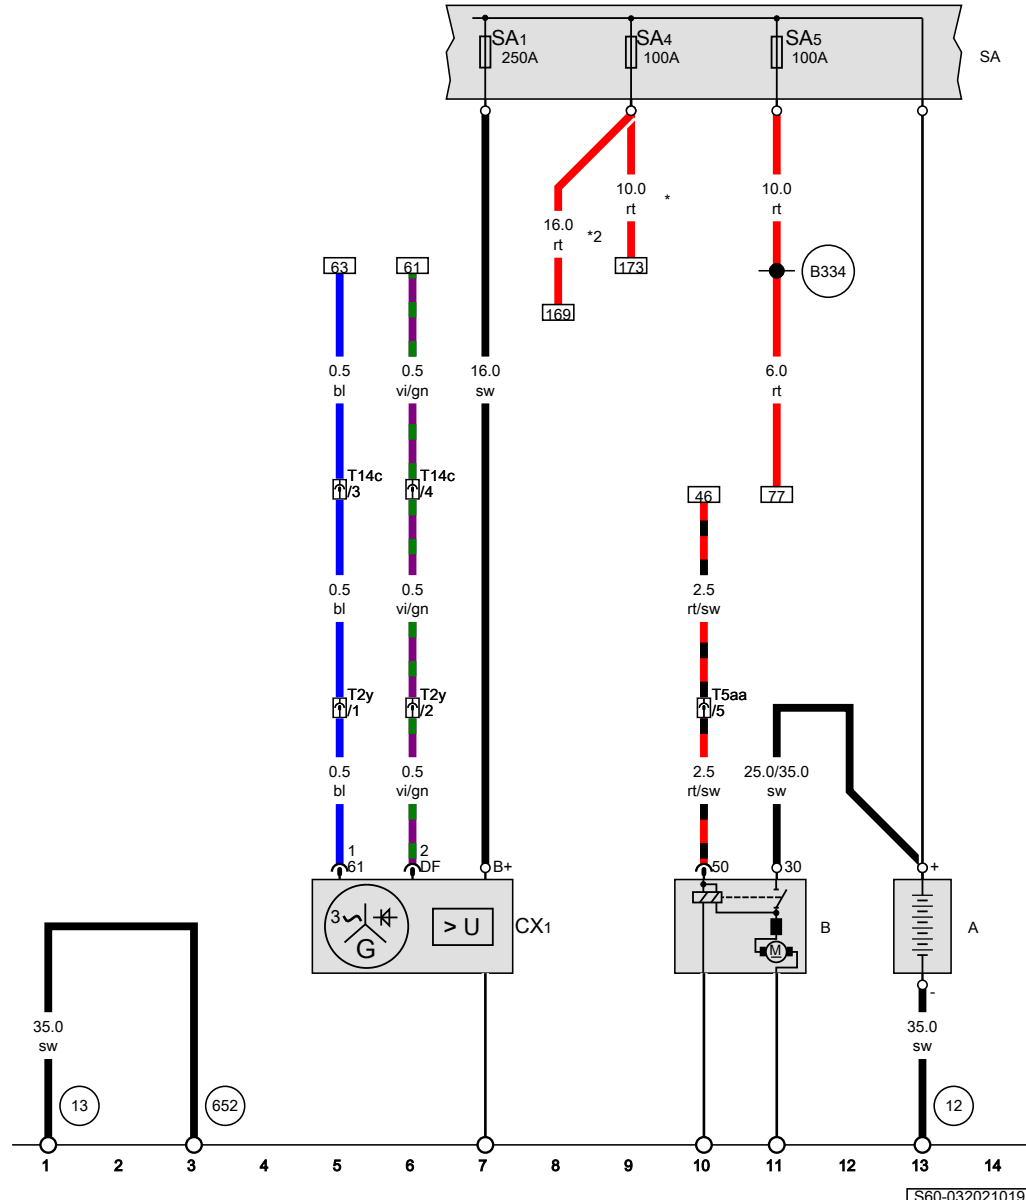 SA1
250A
SA4
100A
SA5
100A
SA
10.0
rt
*
10.0
rt
16.0
rt
*2
63
61
173
B334
169
0.5
bl
0.5
vi/gn
16.0
sw
6.0
rt
T14c
/3
T14c
/4
46
77
0.5
bl
0.5
vi/gn
2.5
rt/sw
T2y
/1
T2y
/2
T5aa
/5
0.5
bl
0.5
vi/gn
2.5
rt/sw
25.0/35.0
sw
1
61
2
DF
B+
50
30
+
3
G
> U
CX1
M
B
A
-
35.0
sw
35.0
sw
13
652
12
1 2 3 4 5 6 7 8 9 10 11 12 13 14
S60-032021019